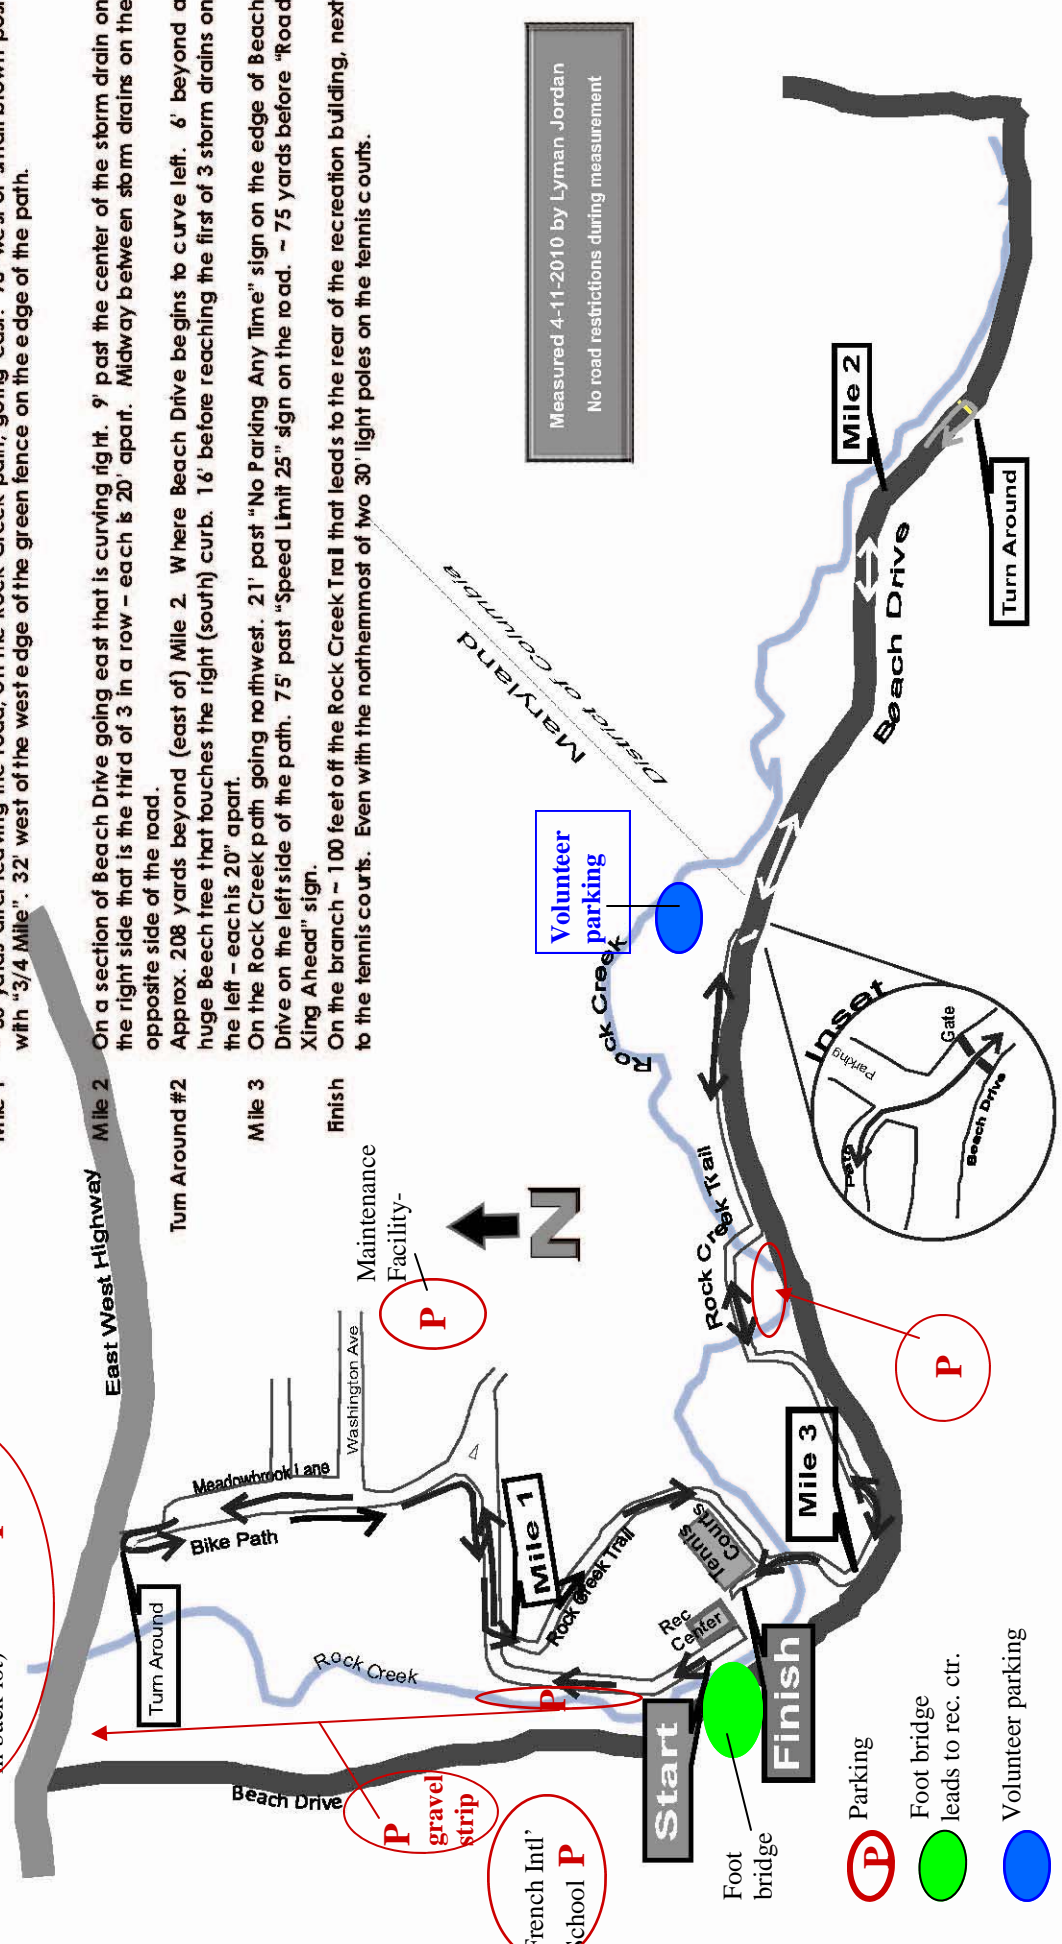 with "3/4 Mile". 32' west of the west edge of the green fence on the edge of the path.
Mile 2 On a section of Beach Drive going east that is curving right. 9' past the center of the storm drain on
the right side that is the third of 3 in a row – each is 20' apart. Midway between storm drains on the
opposite side of the road.
Turn Around #2 Approx. 208 yards beyond (east of) Mile 2. Where Beach Drive begins to curve left. 6' beyond a
huge Beech tree that touches the right (south) curb. 16' before reaching the first of 3 storm drains on
the left – each is 20" apart.
Mile 3 On the Rock Creek path going northwest. 21' past "No Parking Any Time" sign on the edge of Beach
Drive on the left side of the path. 75' past "Speed Limit 25" sign on the road. ~ 75 yards before "Road
Xing Ahead" sign.
Finish On the branch ~ 100 feet off the Rock Creek Trail that leads to the rear of the recreation building, next
to the tennis courts. Even with the northernmost of two 30' light poles on the tennis courts.
East West Highway
Measured 4-11-2010 by Lyman Jordan
No road restrictions during measurement
Maryland
District of Columbia
Volunteer
parking
Rock Creek
Mile 2
Turn Around
Beach Drive
Maintenance
Facility-
P
N
Washington Ave
Meadowbrook Lane
Bike Path
Turn Around
Rock Creek
Mile 1
Rock Creek Trail
Tennis
Courts
Rec
Center
Rock Creek Trail
Mile 3
P
Inset
Parking
Gate
Path
Beach Drive
P
Beach Drive
P
gravel
strip
French Intl'
School P
Start
Finish
Foot
bridge
P Parking
Foot bridge
leads to rec. ctr.
Volunteer parking